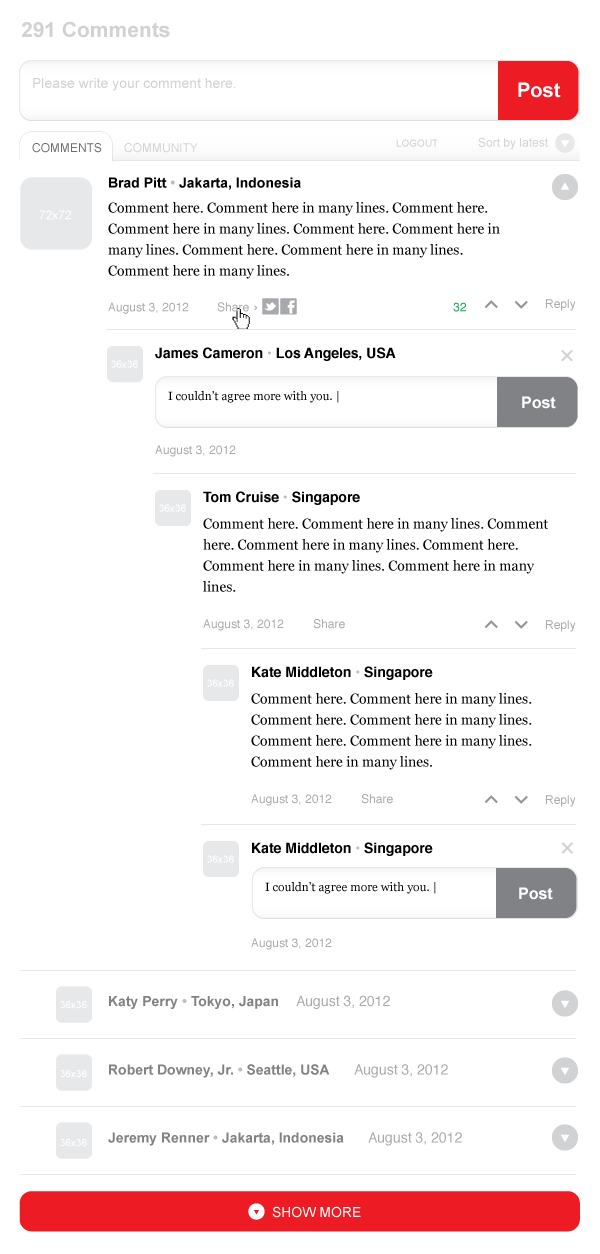 291 Comments
Please write your comment here.
Post
COMMENTS
COMMUNITY
LOGOUT
Sort by latest
72x72
Brad Pitt • Jakarta, Indonesia
Comment here. Comment here in many lines. Comment here.
Comment here in many lines. Comment here. Comment here in
many lines. Comment here. Comment here in many lines.
Comment here in many lines.
August 3, 2012
Share ›
32
Reply
36x36
James Cameron • Los Angeles, USA
I couldn't agree more with you. |
Post
August 3, 2012
36x36
Tom Cruise • Singapore
Comment here. Comment here in many lines. Comment
here. Comment here in many lines. Comment here.
Comment here in many lines. Comment here in many
lines.
August 3, 2012
Share
Reply
36x36
Kate Middleton • Singapore
Comment here. Comment here in many lines.
Comment here. Comment here in many lines.
Comment here. Comment here in many lines.
Comment here in many lines.
August 3, 2012
Share
Reply
36x36
Kate Middleton • Singapore
I couldn't agree more with you. |
Post
August 3, 2012
36x36
Katy Perry • Tokyo, Japan
August 3, 2012
36x36
Robert Downey, Jr. • Seattle, USA
August 3, 2012
36x36
Jeremy Renner • Jakarta, Indonesia
August 3, 2012
SHOW MORE